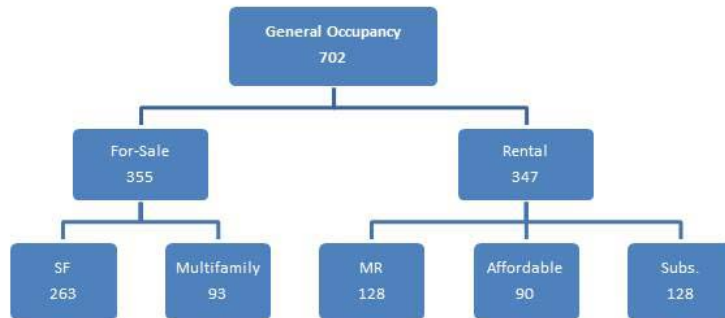 General Occupancy
702
For-Sale
355
Rental
347
SF
263
Multifamily
93
MR
128
Affordable
90
Subs.
128